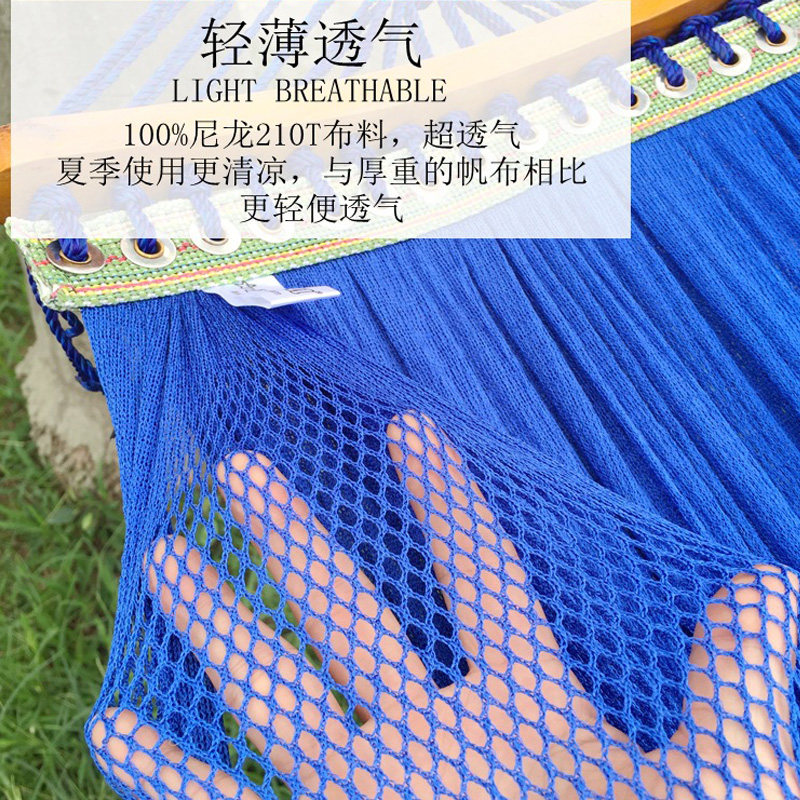 轻薄透气
LIGHT BREATHABLE
100%尼龙210T布料，超透气
夏季使用更清凉，与厚重的帆布相比
更轻便透气